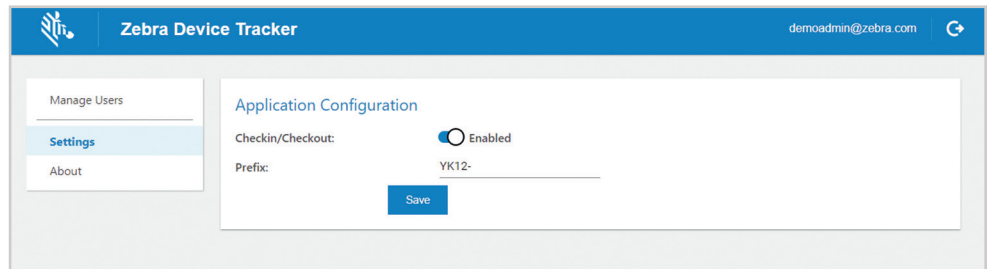 Zebra Device Tracker
demoadmin@zebra.com
Manage Users
Settings
About
Application Configuration
Checkin/Checkout:
Enabled
Prefix:
YK12-
Save